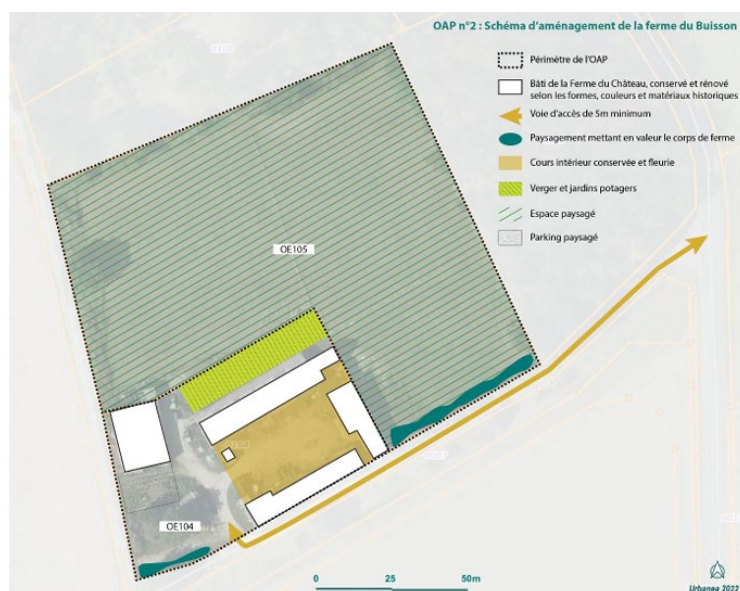 OAP n°2 : Schéma d'aménagement de la ferme du Buisson
Périmètre de l'OAP
Bâti de la Ferme du Château, conservé et rénové
selon les formes, couleurs et matériaux historiques
Voie d'accès de 5m minimum
Paysagement mettant en valeur le corps de ferme
Cours intérieur conservée et fleurie
Verger et jardins potagers
Espace paysagé
Parking paysagé
OE105
OE104
0 25 50m
Urbanea 2022